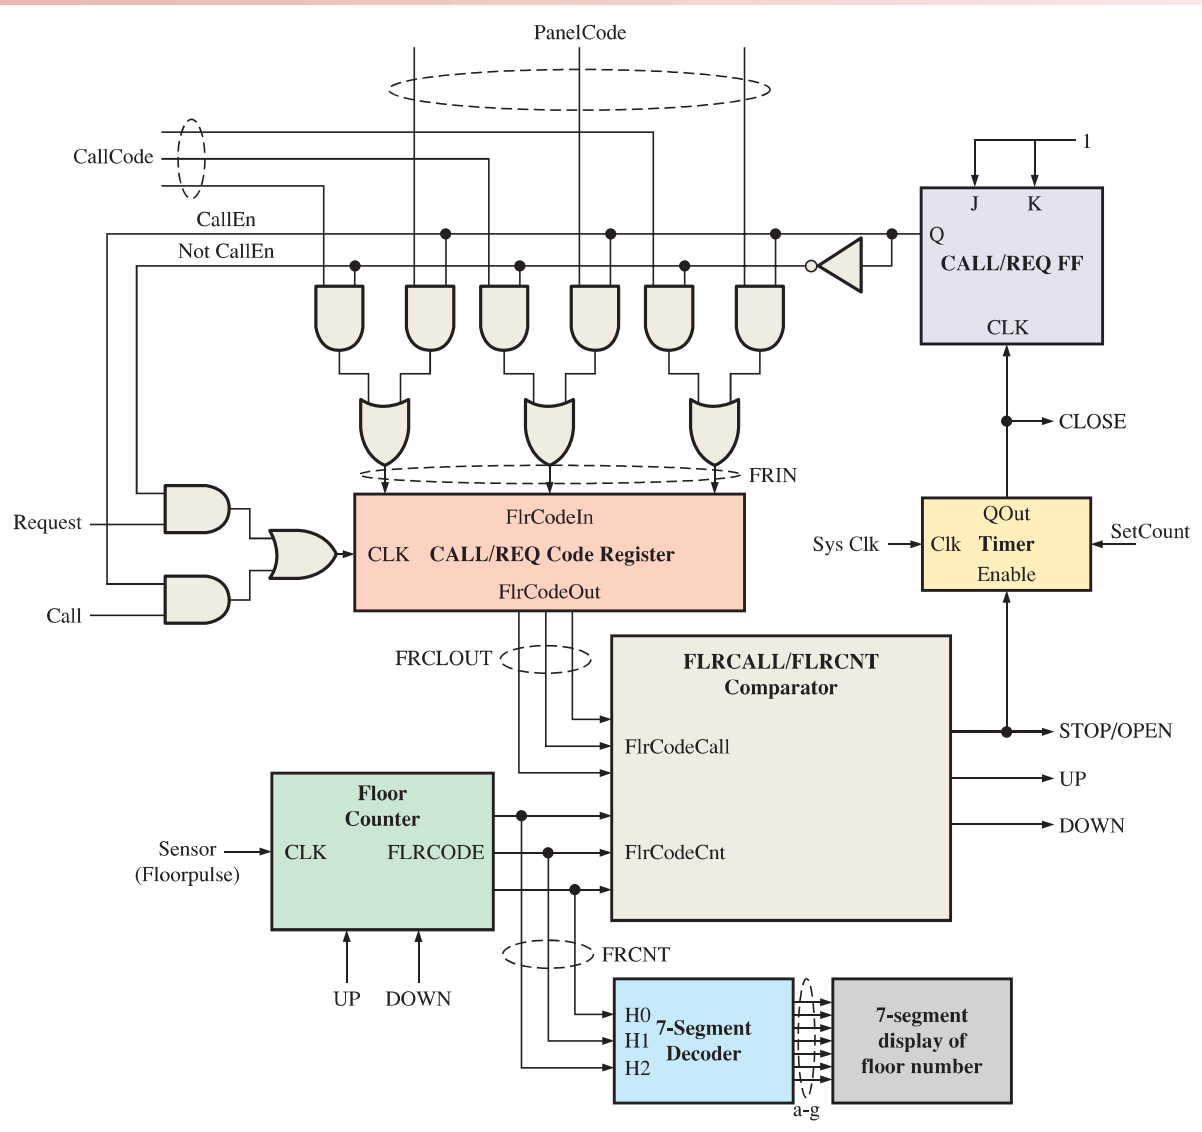 PanelCode
CallCode
1
J K
CallEn
Q
Not CallEn
CALL/REQ FF
CLK
CLOSE
FRIN
Request
FlrCodeIn
CLK CALL/REQ Code Register
FlrCodeOut
Call
QOut
Sys Clk
Clk Timer
SetCount
Enable
FRCLOUT
FLRCALL/FLRCNT
Comparator
FlrCodeCall
STOP/OPEN
UP
DOWN
Floor
Counter
Sensor
(Floorpulse)
CLK FLRCODE
FlrCodeCnt
FRCNT
UP DOWN
H0
H1
H2
7-Segment
Decoder
a-g
7-segment
display of
floor number